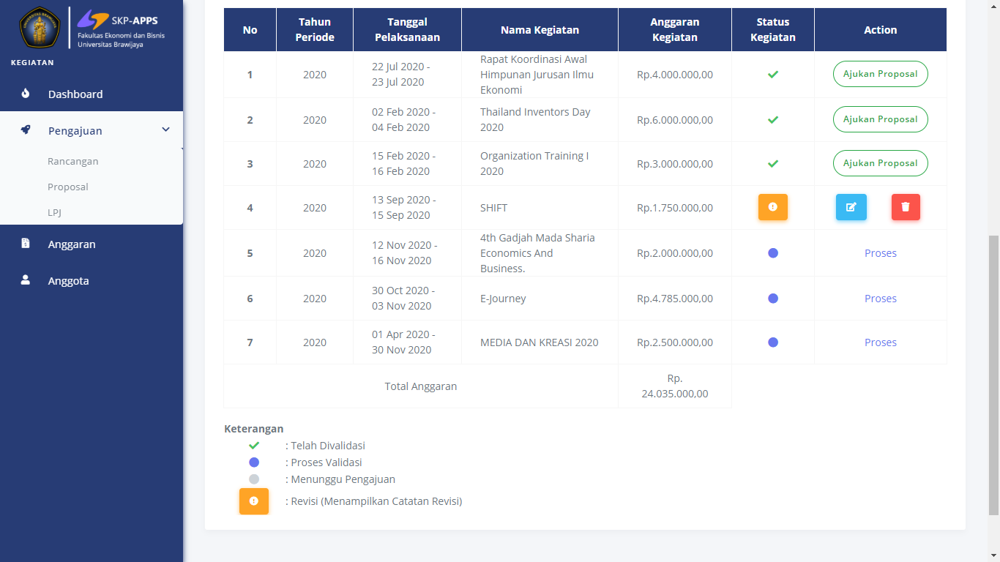 SKP-APPS
Fakultas Ekonomi dan Bisnis
Universitas Brawijaya
KEGIATAN
Dashboard
Pengajuan
Rancangan
Proposal
LPJ
Anggaran
Anggota
No
Tahun
Periode
Tanggal
Pelaksanaan
Nama Kegiatan
Anggaran
Kegiatan
Status
Kegiatan
Action
1
2020
22 Jul 2020 -
23 Jul 2020
Rapat Koordinasi Awal
Himpunan Jurusan Ilmu
Ekonomi
Rp.4.000.000,00
Ajukan Proposal
2
2020
02 Feb 2020 -
04 Feb 2020
Thailand Inventors Day
2020
Rp.6.000.000,00
Ajukan Proposal
3
2020
15 Feb 2020 -
16 Feb 2020
Organization Training I
2020
Rp.3.000.000,00
Ajukan Proposal
4
2020
13 Sep 2020 -
15 Sep 2020
SHIFT
Rp.1.750.000,00
5
2020
12 Nov 2020 -
16 Nov 2020
4th Gadjah Mada Sharia
Economics And
Business.
Rp.2.000.000,00
Proses
6
2020
30 Oct 2020 -
03 Nov 2020
E-Journey
Rp.4.785.000,00
Proses
7
2020
01 Apr 2020 -
30 Nov 2020
MEDIA DAN KREASI 2020
Rp.2.500.000,00
Proses
Total Anggaran
Rp.
24.035.000,00
Keterangan
: Telah Divalidasi
: Proses Validasi
: Menunggu Pengajuan
: Revisi (Menampilkan Catatan Revisi)